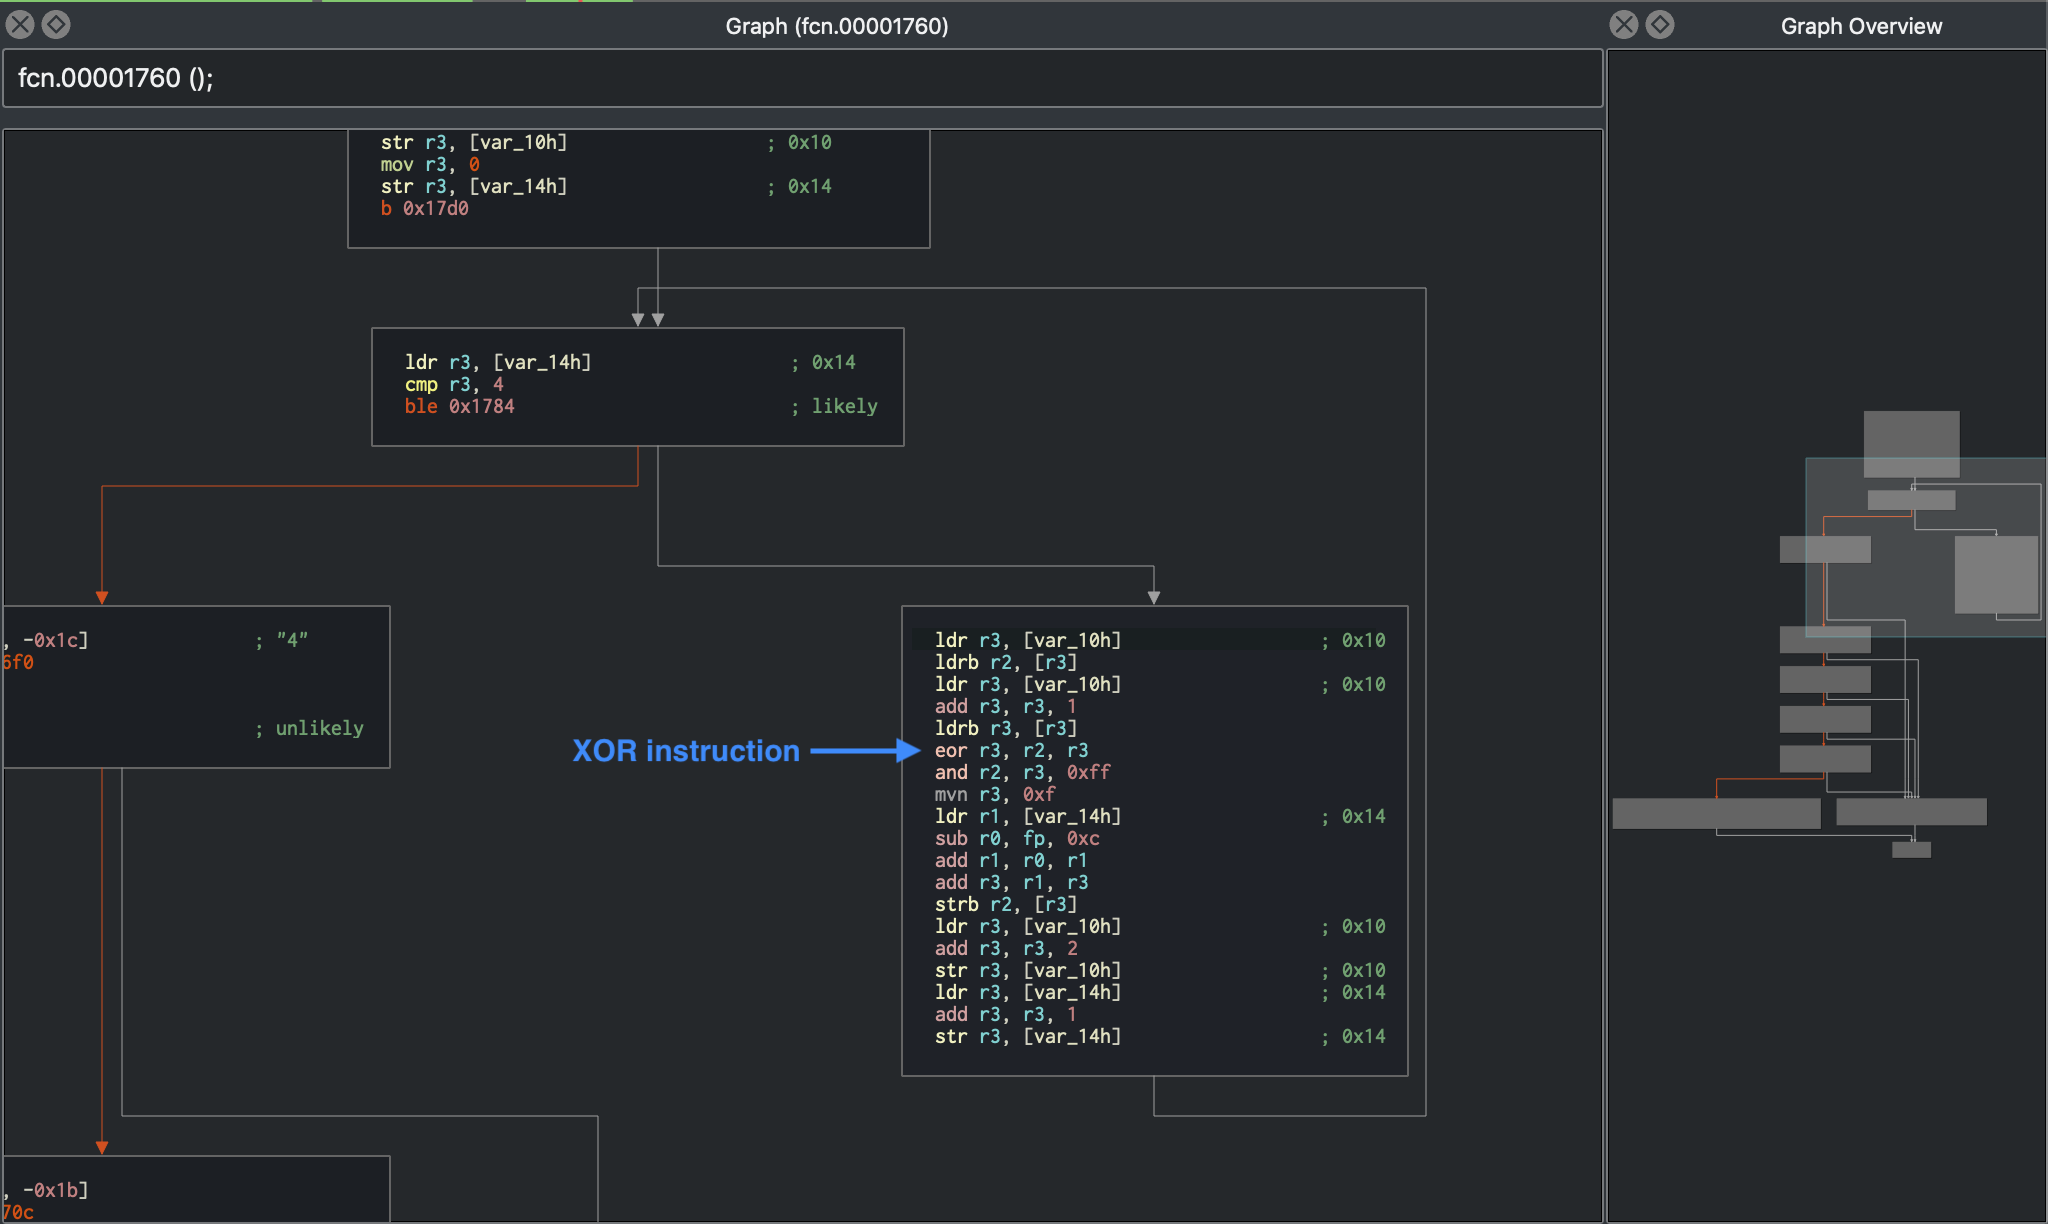 Graph (fcn.00001760)
Graph Overview
fcn.00001760 ();
str r3, [var_10h] ; 0x10
mov r3, 0
str r3, [var_14h] ; 0x14
b 0x17d0
ldr r3, [var_14h] ; 0x14
cmp r3, 4
ble 0x1784 ; likely
, -0x1c] ; "4"
6f0
; unlikely
XOR instruction
ldr r3, [var_10h] ; 0x10
ldrb r2, [r3]
ldr r3, [var_10h] ; 0x10
add r3, r3, 1
ldrb r3, [r3]
eor r3, r2, r3
and r2, r3, 0xff
mvn r3, 0xf
ldr r1, [var_14h] ; 0x14
sub r0, fp, 0xc
add r1, r0, r1
add r3, r1, r3
strb r2, [r3]
ldr r3, [var_10h] ; 0x10
add r3, r3, 2
str r3, [var_10h] ; 0x10
ldr r3, [var_14h] ; 0x14
add r3, r3, 1
str r3, [var_14h] ; 0x14
, -0x1b]
70c